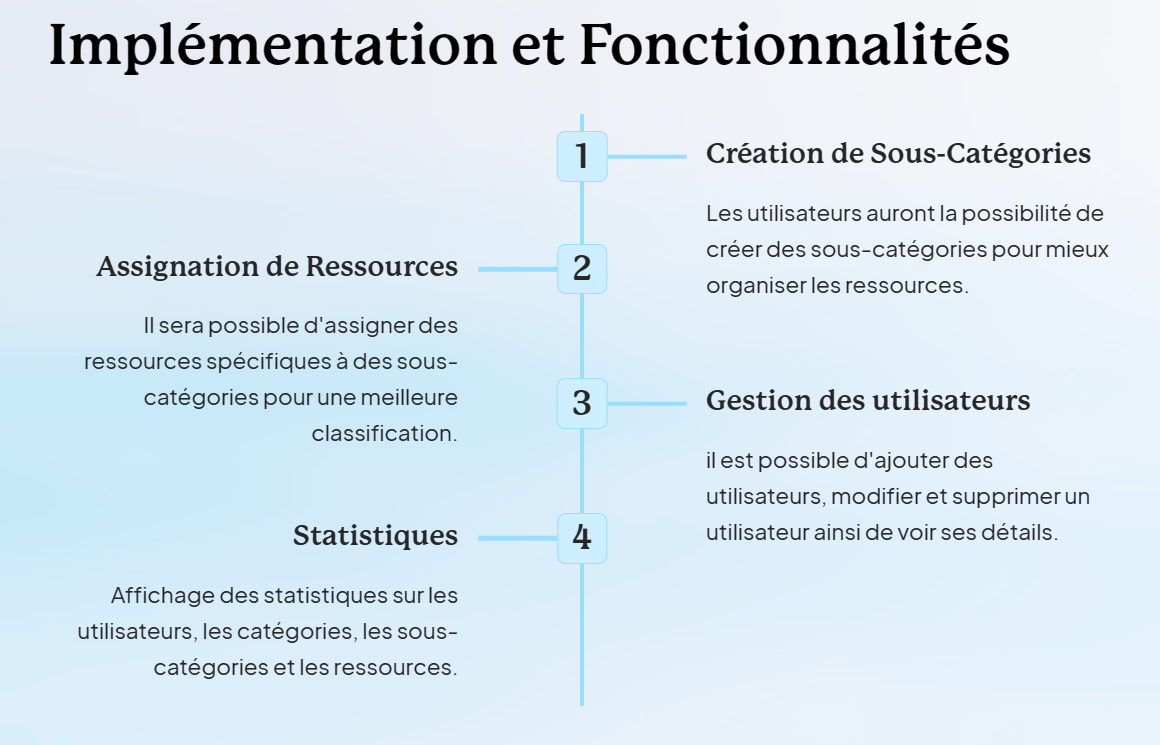 Implémentation et Fonctionnalités
1
Création de Sous-Catégories
Les utilisateurs auront la possibilité de
créer des sous-catégories pour mieux
organiser les ressources.
2
Assignation de Ressources
Il sera possible d'assigner des
ressources spécifiques à des sous-
catégories pour une meilleure
classification.
3
Gestion des utilisateurs
il est possible d'ajouter des
utilisateurs, modifier et supprimer un
utilisateur ainsi de voir ses détails.
4
Statistiques
Affichage des statistiques sur les
utilisateurs, les catégories, les sous-
catégories et les ressources.